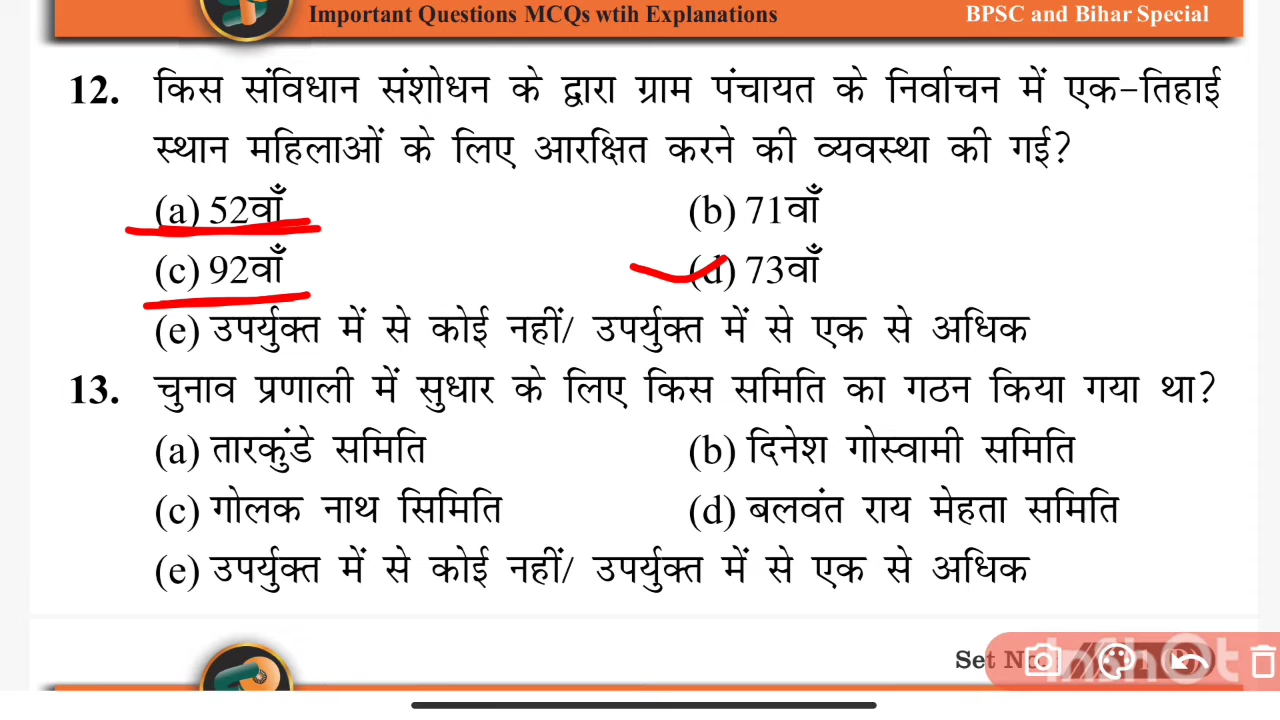 Important Questions MCQs wtih Explanations BPSC and Bihar Special
12. किस संविधान संशोधन के द्वारा ग्राम पंचायत के निर्वाचन में एक-तिहाई
स्थान महिलाओं के लिए आरक्षित करने की व्यवस्था की गई?
(a) 52वाँ (b) 71वाँ
(c) 92वाँ (d) 73वाँ
(e) उपर्युक्त में से कोई नहीं/ उपर्युक्त में से एक से अधिक
13. चुनाव प्रणाली में सुधार के लिए किस समिति का गठन किया गया था?
(a) तारकुंडे समिति (b) दिनेश गोस्वामी समिति
(c) गोलक नाथ सिमिति (d) बलवंत राय मेहता समिति
(e) उपर्युक्त में से कोई नहीं/ उपर्युक्त में से एक से अधिक
Set No.